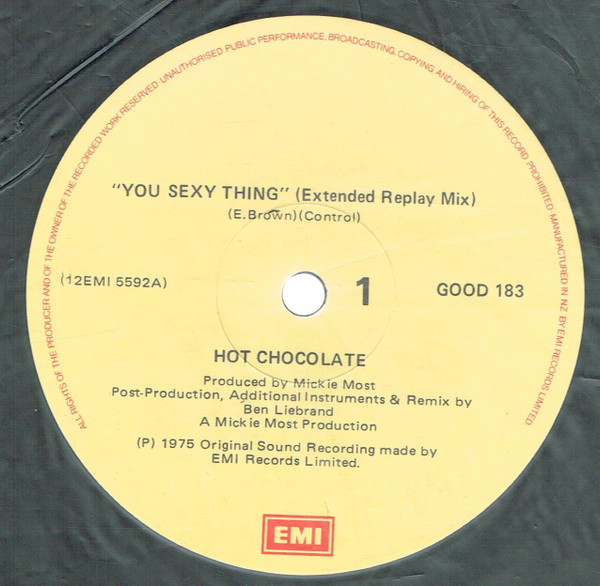 ALL RIGHTS OF THE PRODUCER AND OF THE OWNER OF THE RECORDED WORK RESERVED·UNAUTHORISED PUBLIC PERFORMANCE, BROADCASTING, COPYING AND HIRING OF THIS RECORD PROHIBITED·MANUFACTURED IN NZ BY EMI RECORDS LIMITED
"YOU SEXY THING" (Extended Replay Mix)
(E.Brown)(Control)
(12EMI 5592A) 1 GOOD 183
HOT CHOCOLATE
Produced by Mickie Most
Post-Production, Additional Instruments & Remix by
Ben Liebrand
A Mickie Most Production
(P) 1975 Original Sound Recording made by
EMI Records Limited.
EMI